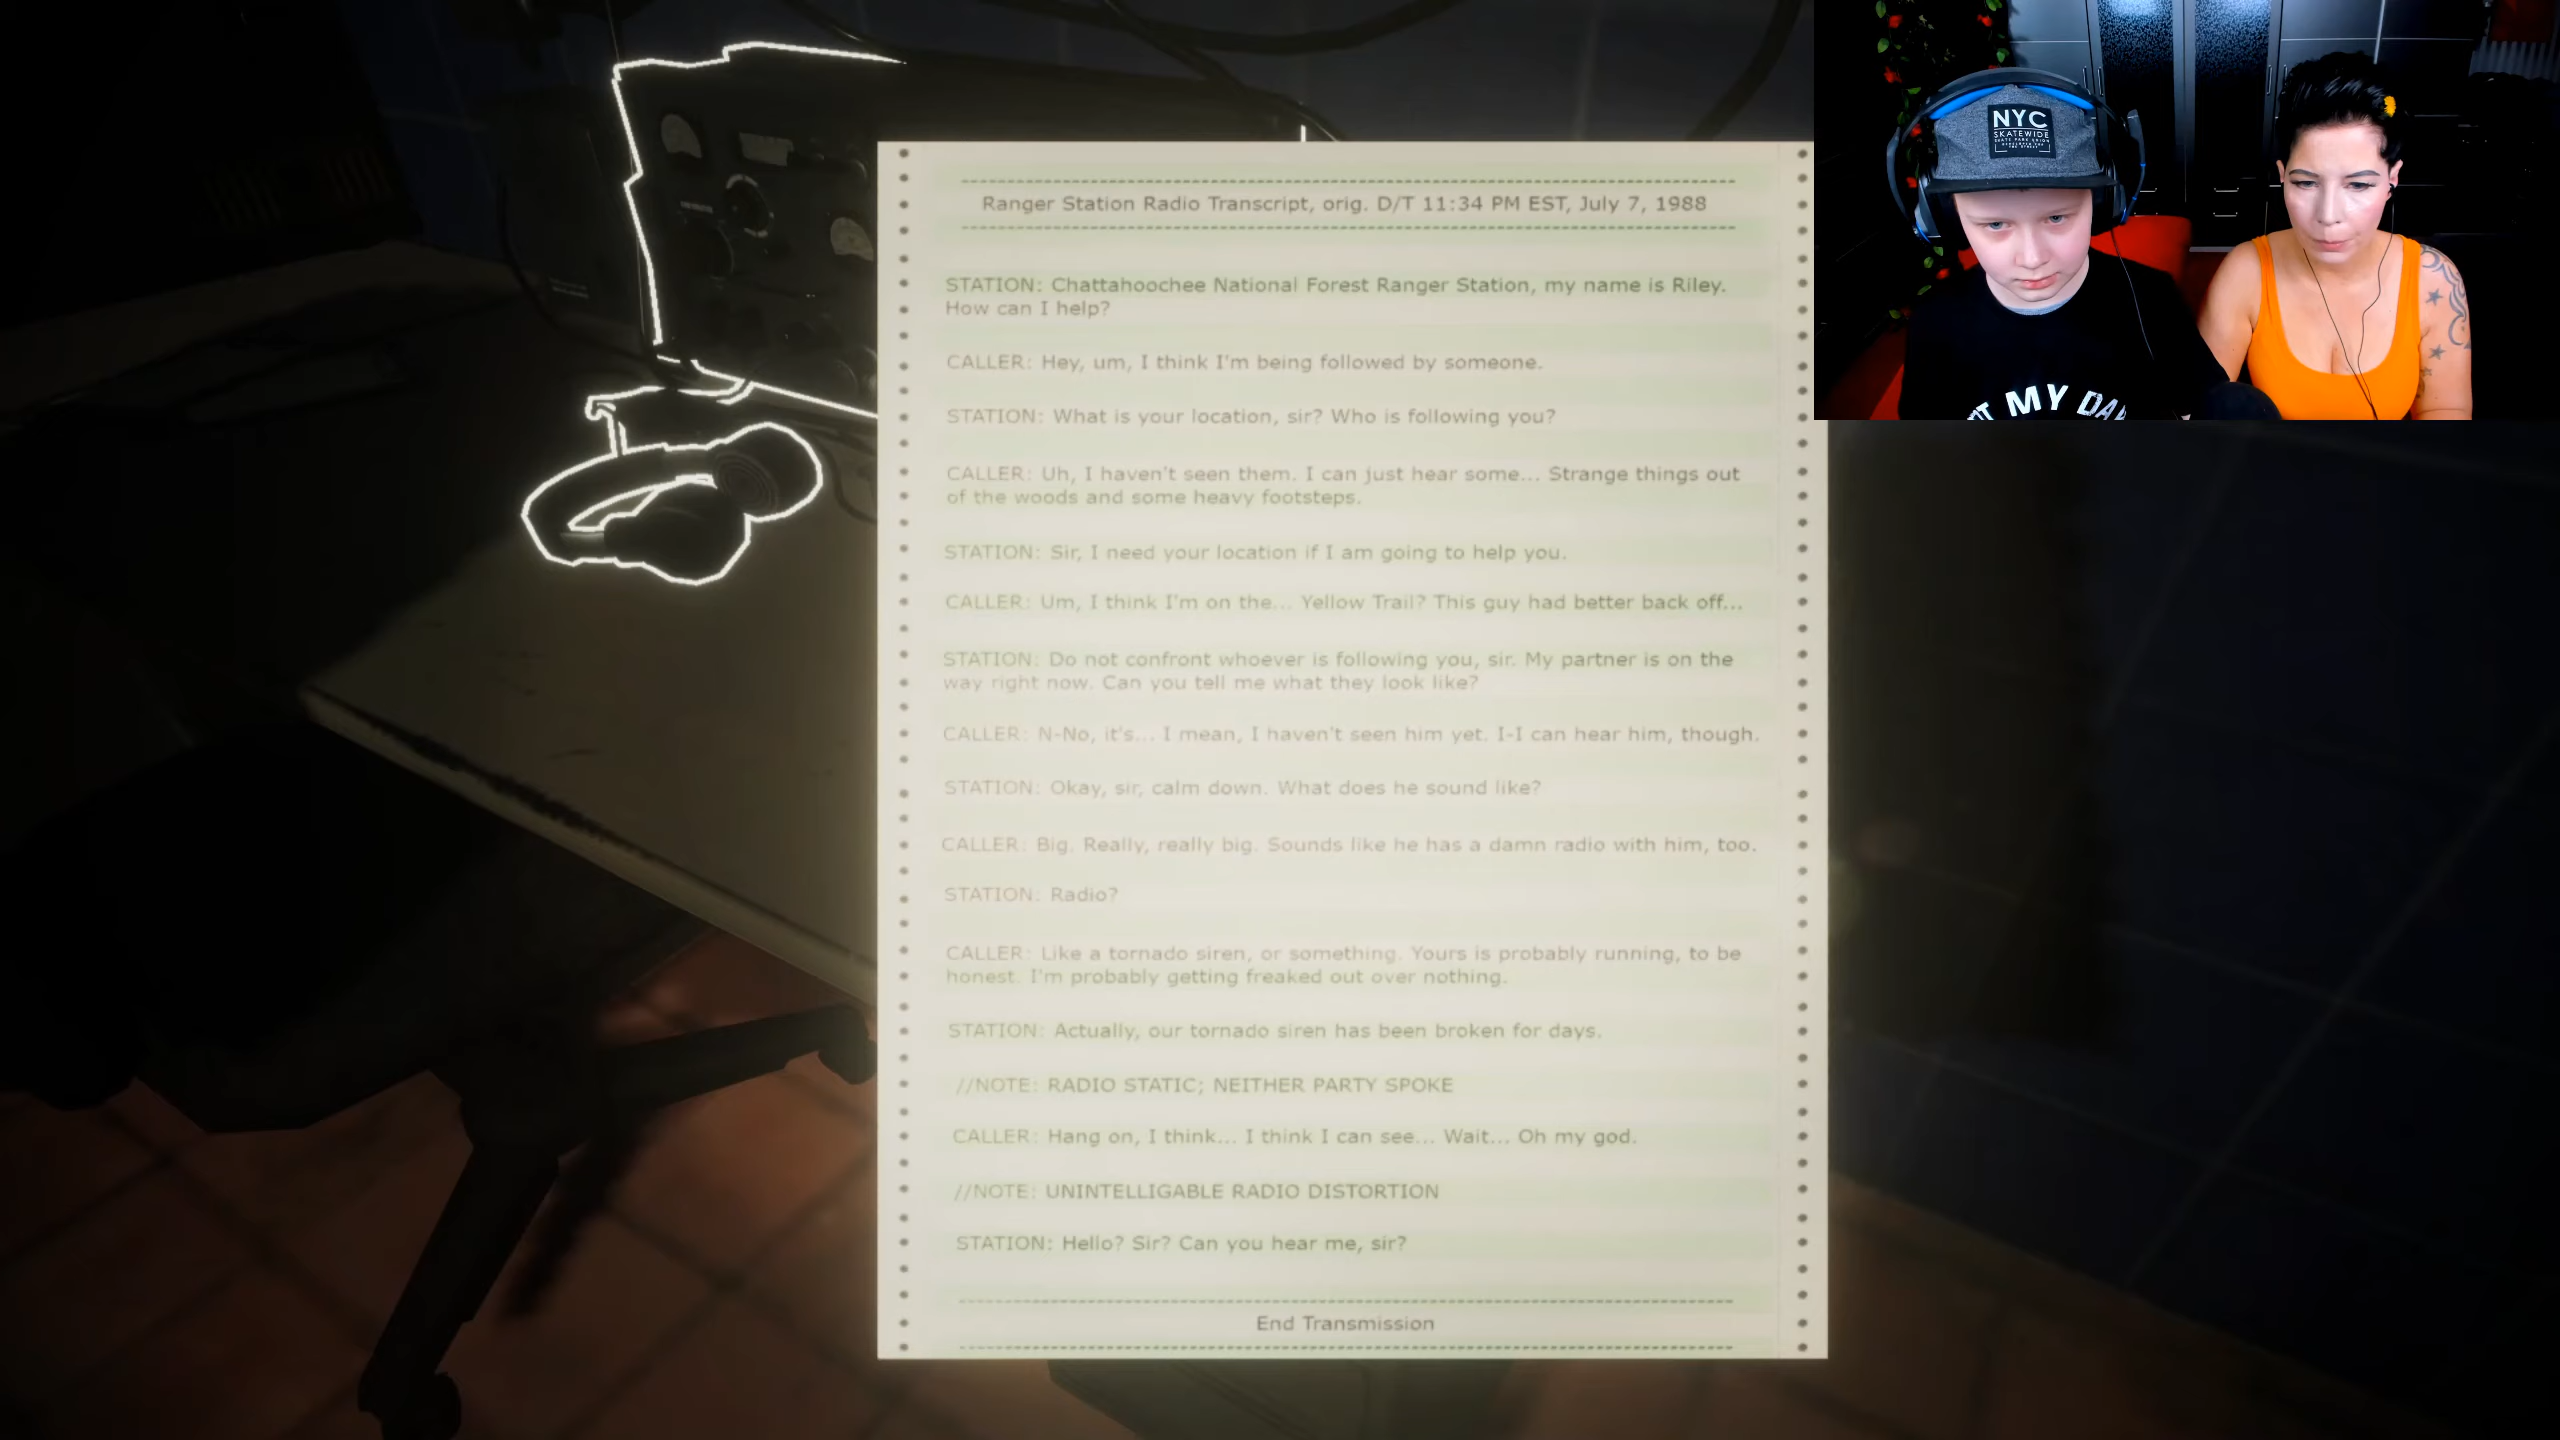 Ranger Station Radio Transcript, orig. D/T 11:34 PM EST, July 7, 1988
STATION: Chattahoochee National Forest Ranger Station, my name is Riley.
How can I help?
CALLER: Hey, um, I think I'm being followed by someone.
STATION: What is your location, sir? Who is following you?
CALLER: Uh, I haven't seen them. I can just hear some... Strange things out
of the woods and some heavy footsteps.
STATION: Sir, I need your location if I am going to help you.
CALLER: Um, I think I'm on the... Yellow Trail? This guy had better back off...
STATION: Do not confront whoever is following you, sir. My partner is on the
way right now. Can you tell me what they look like?
CALLER: N-No, it's... I mean, I haven't seen him yet. I-I can hear him, though.
STATION: Okay, sir, calm down. What does he sound like?
CALLER: Big. Really, really big. Sounds like he has a damn radio with him, too.
STATION: Radio?
CALLER: Like a tornado siren, or something. Yours is probably running, to be
honest. I'm probably getting freaked out over nothing.
STATION: Actually, our tornado siren has been broken for days.
//NOTE: RADIO STATIC; NEITHER PARTY SPOKE
CALLER: Hang on, I think... I think I can see... Wait... Oh my god.
//NOTE: UNINTELLIGABLE RADIO DISTORTION
STATION: Hello? Sir? Can you hear me, sir?
End Transmission
NYC
SKATEWIDE
MY